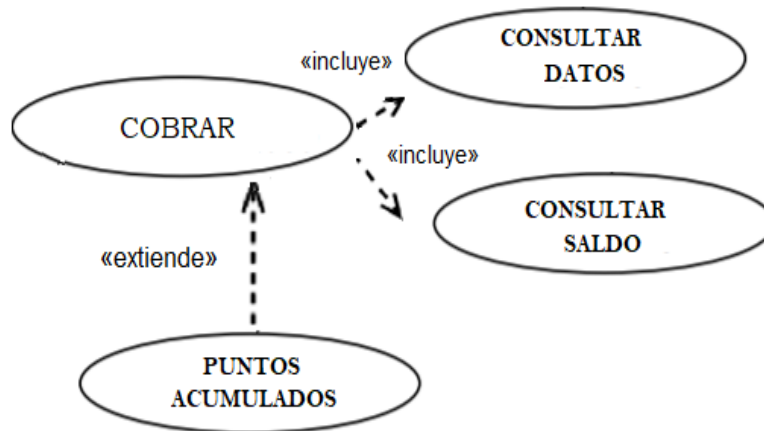 CONSULTAR
DATOS
«incluye»
COBRAR
«incluye»
CONSULTAR
SALDO
«extiende»
PUNTOS
ACUMULADOS